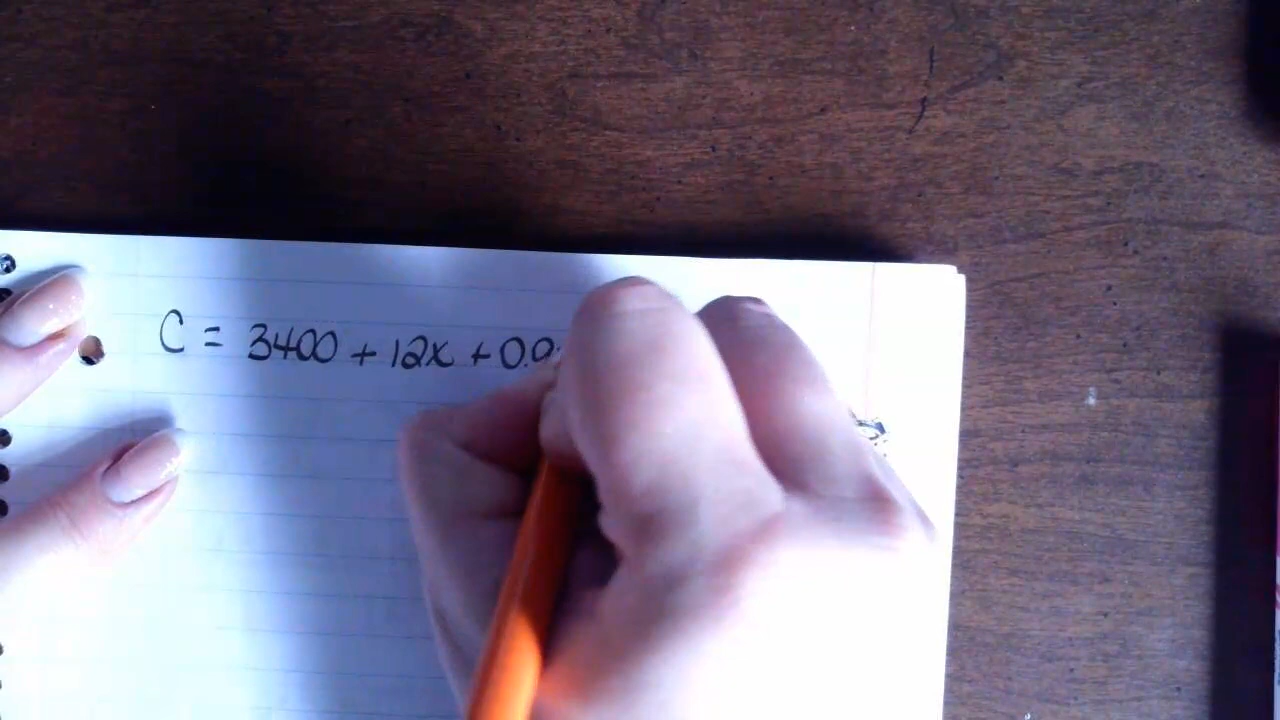 C = 3400 + 12x + 0.0